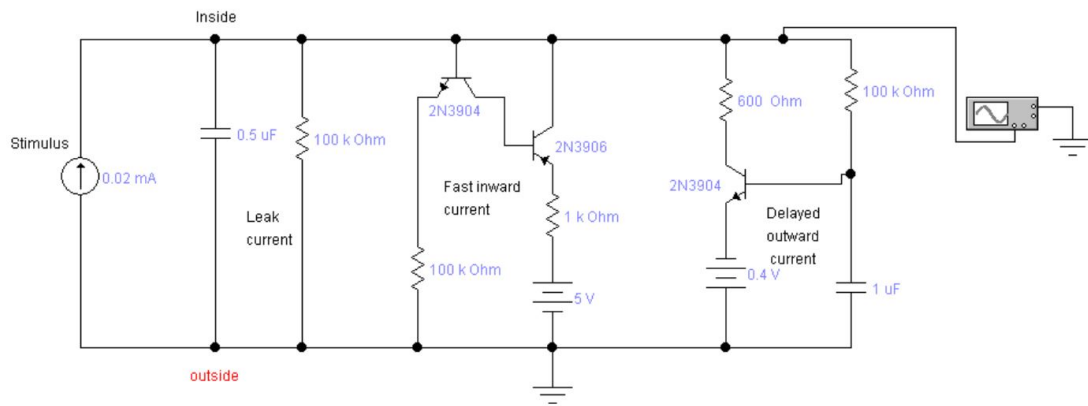 Inside
2N3904
600 Ohm
100 k Ohm
0.5 uF
100 k Ohm
Stimulus
2N3906
0.02 mA
2N3904
Fast inward
current
1 k Ohm
Leak
current
Delayed
outward
current
100 k Ohm
0.4 V
5 V
1 uF
outside